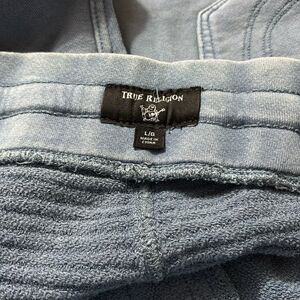 TRUE RELIGION
L/G
MADE IN
CHINA